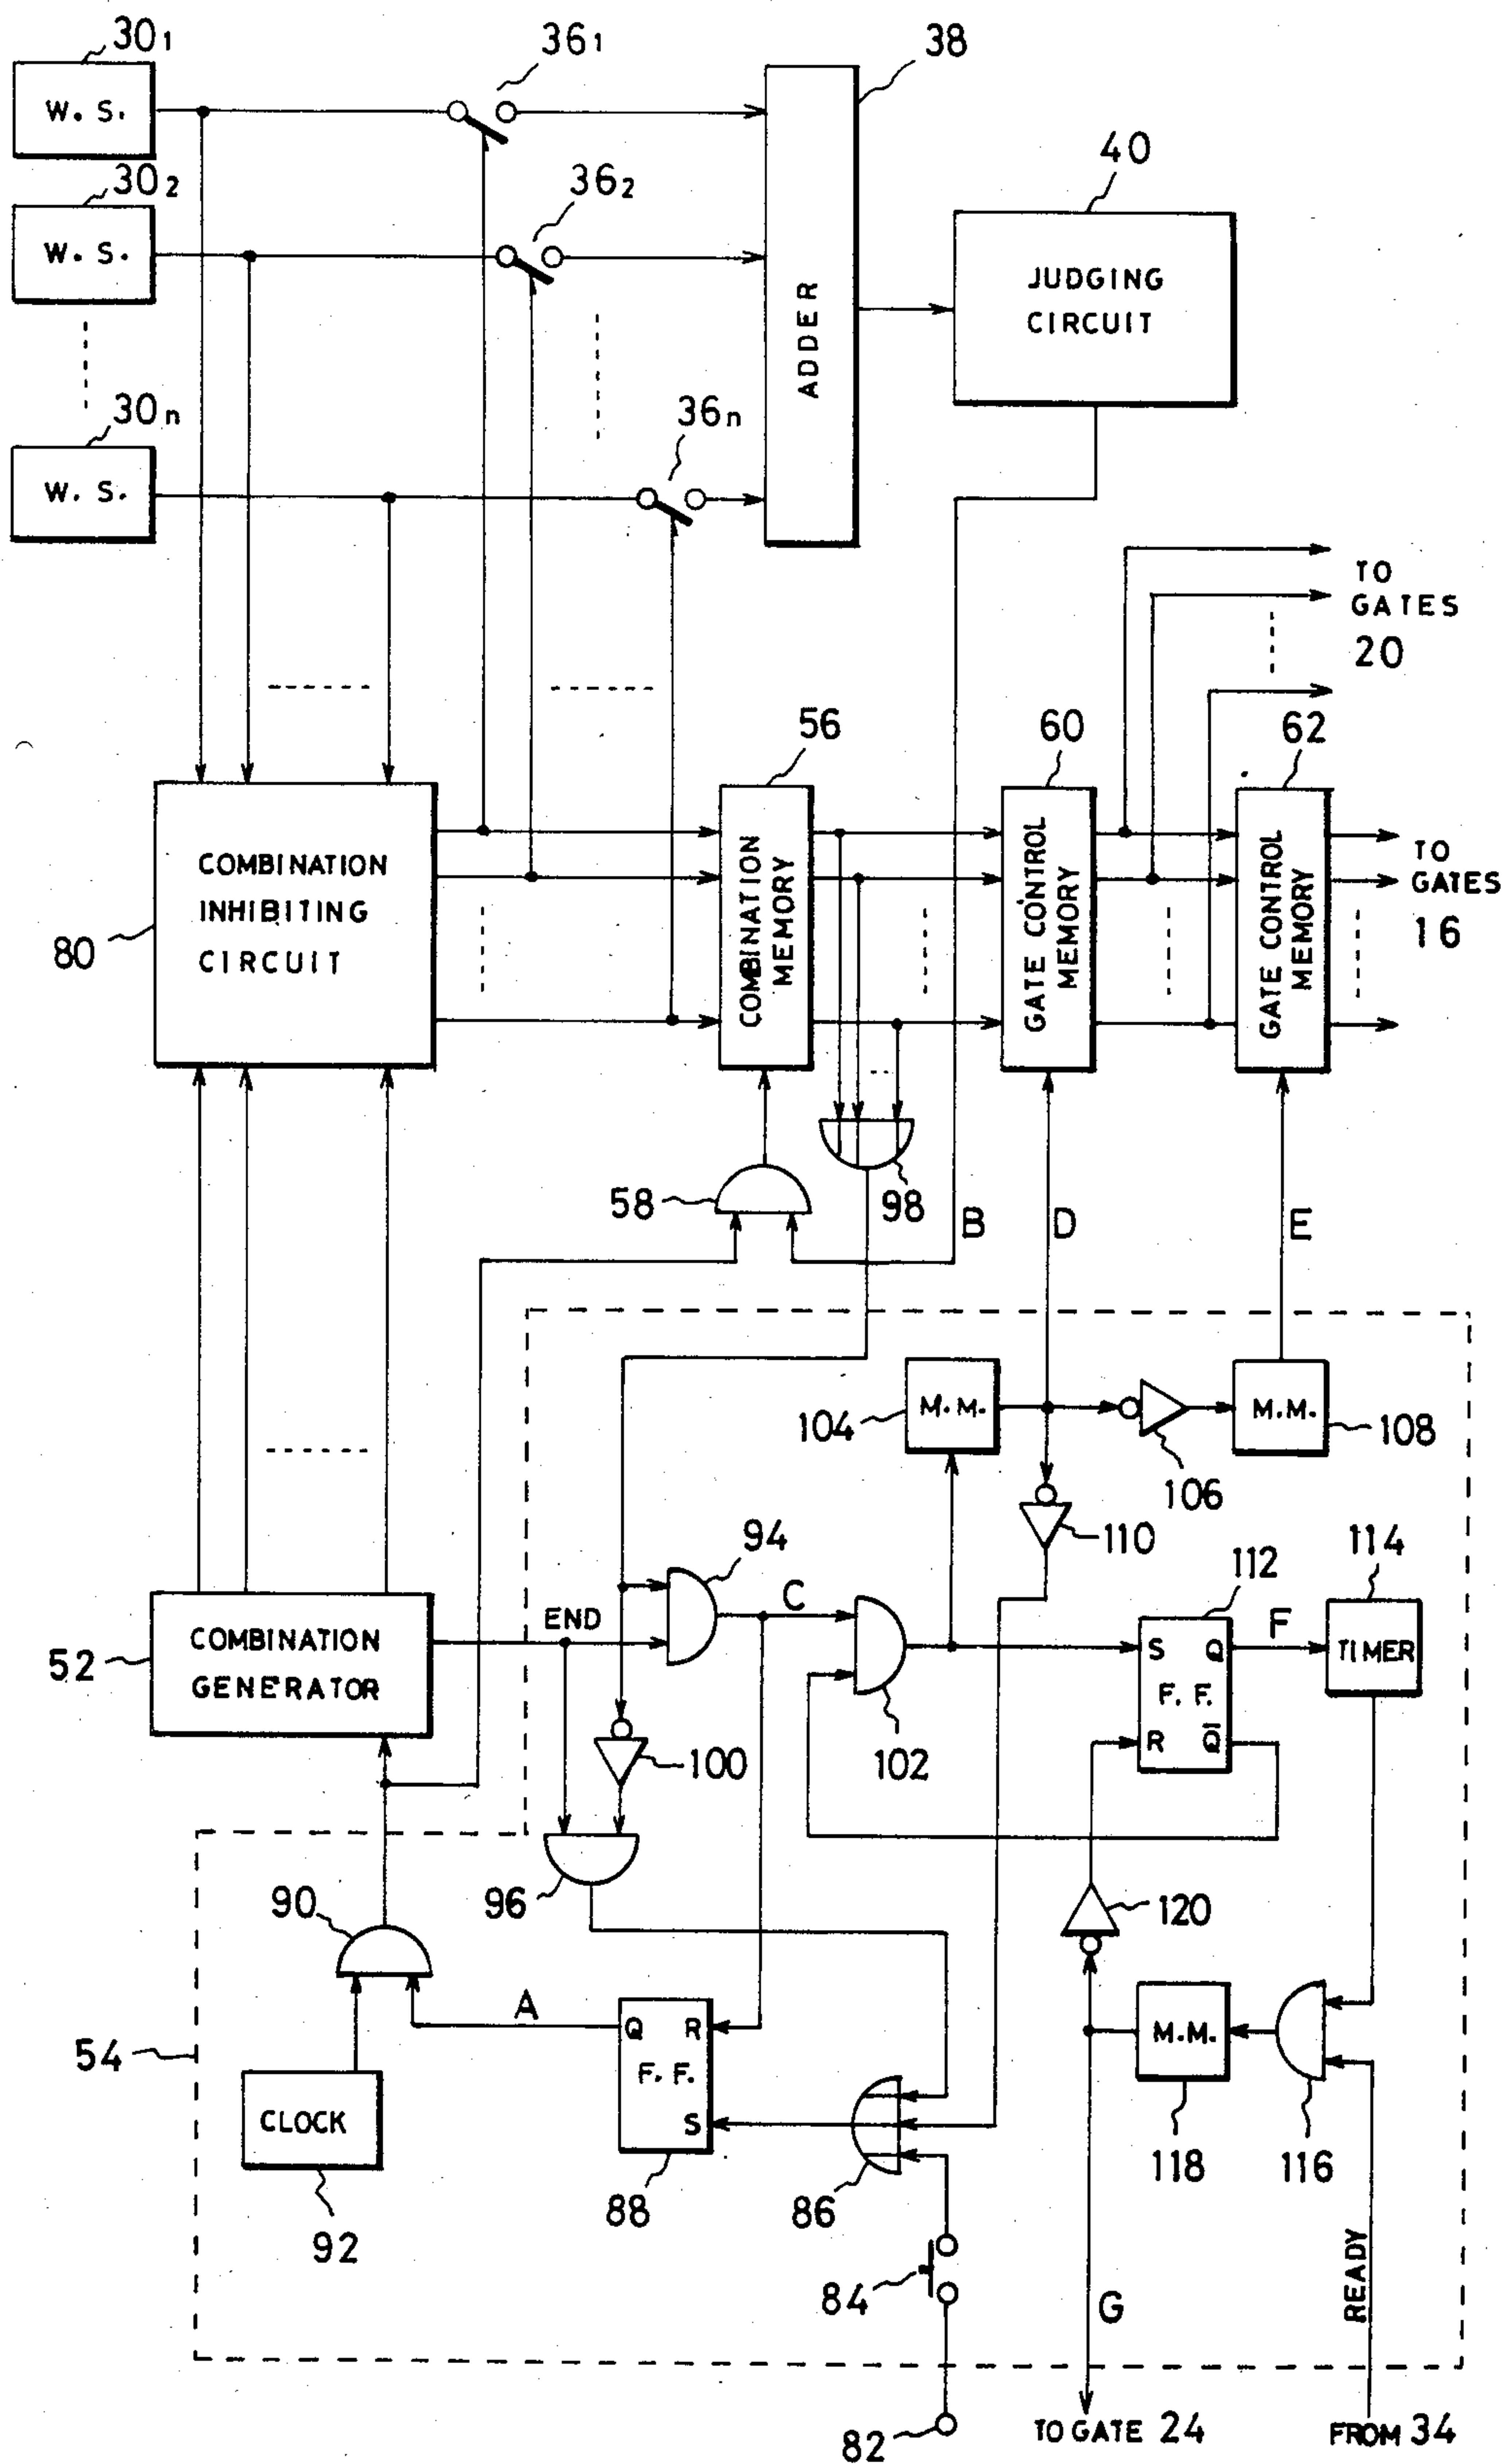 30₁
36₁
38
W. S.
30₂
36₂
40
W. S.
ADDER
JUDGING
CIRCUIT
30n
36n
W. S.
TO
GATES
20
56
60
62
COMBINATION
INHIBITING
CIRCUIT
80
COMBINATION
MEMORY
GATE CONTROL
MEMORY
GATE CONTROL
MEMORY
TO
GATES
16
58
98
B
D
E
104
M. M.
M.M.
108
106
110
94
114
112
C
END
F
52
COMBINATION
GENERATOR
S Q
F. F.
R Q̅
TIMER
100
102
90
96
120
A
54
Q R
F. F.
S
M.M.
CLOCK
118
116
92
88
86
84
G
READY
82
TO GATE 24
FROM 34